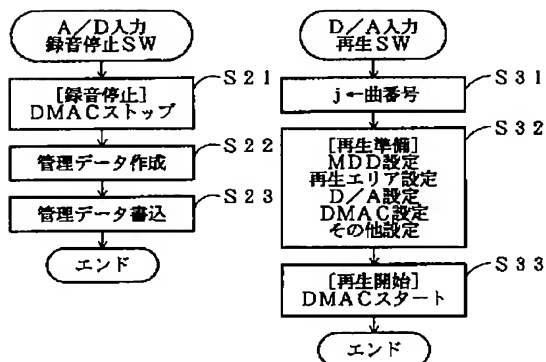 A/D入力
録音停止SW
S21
[録音停止]
DMACストップ
S22
管理データ作成
S23
管理データ書込
エンド
D/A入力
再生SW
S31
j←曲番号
S32
[再生準備]
MDD設定
再生エリア設定
D/A設定
DMAC設定
その他設定
S33
[再生開始]
DMACスタート
エンド